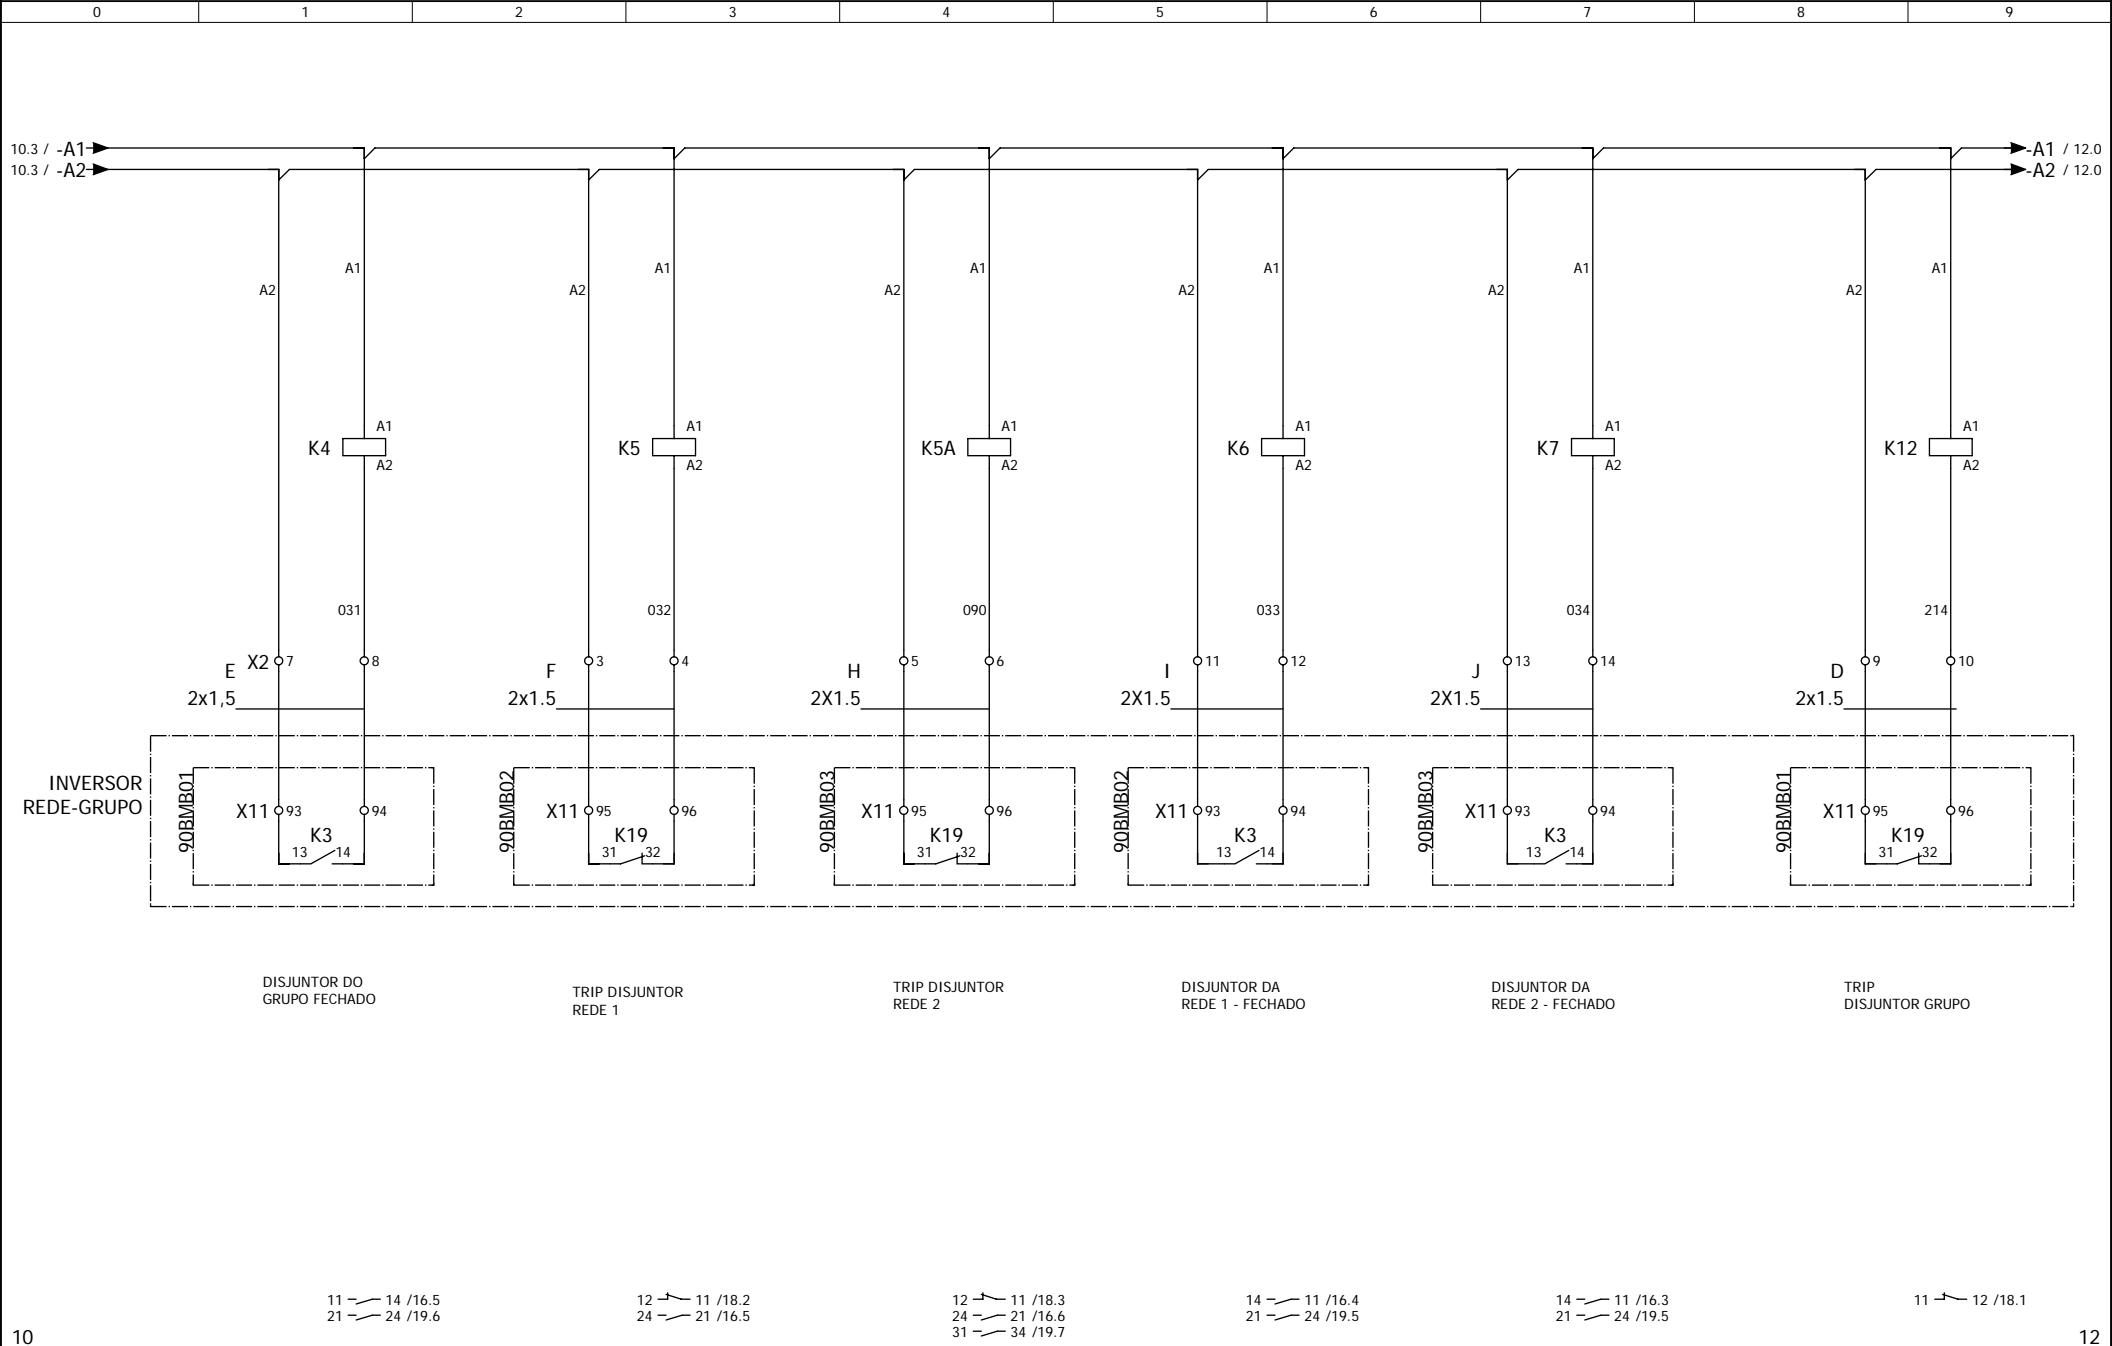 0 1 2 3 4 5 6 7 8 9
10.3 / -A1 -A1 / 12.0
10.3 / -A2 -A2 / 12.0
A1 A1 A1 A1 A1 A1
A2 A2 A2 A2 A2 A2
A1 A1 A1 A1 A1 A1
K4 K5 K5A K6 K7 K12
A2 A2 A2 A2 A2 A2
031 032 090 033 034 214
X2 7 8 3 4 5 6 11 12 13 14 9 10
E F H I J D
2x1,5 2x1.5 2X1.5 2X1.5 2X1.5 2x1.5
INVERSOR
REDE-GRUPO
90BMB01 90BMB02 90BMB03 90BMB02 90BMB03 90BMB01
X11 93 94 X11 95 96 X11 95 96 X11 93 94 X11 93 94 X11 95 96
K3 K19 K19 K3 K3 K19
13 14 31 32 31 32 13 14 13 14 31 32
DISJUNTOR DO
GRUPO FECHADO
TRIP DISJUNTOR
REDE 1
TRIP DISJUNTOR
REDE 2
DISJUNTOR DA
REDE 1 - FECHADO
DISJUNTOR DA
REDE 2 - FECHADO
TRIP
DISJUNTOR GRUPO
11 14 /16.5
21 24 /19.6
12 11 /18.2
24 21 /16.5
12 11 /18.3
24 21 /16.6
31 34 /19.7
14 11 /16.4
21 24 /19.5
14 11 /16.3
21 24 /19.5
11 12 /18.1
10 12